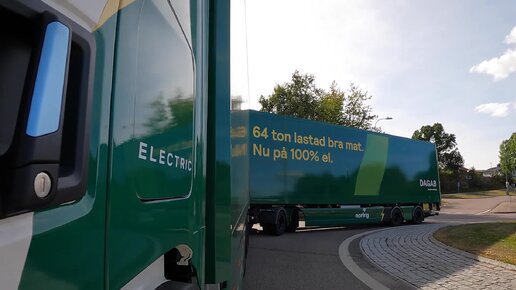 ELECTRIC
64 ton lastad bra mat.
Nu på 100% el.
DAGAB